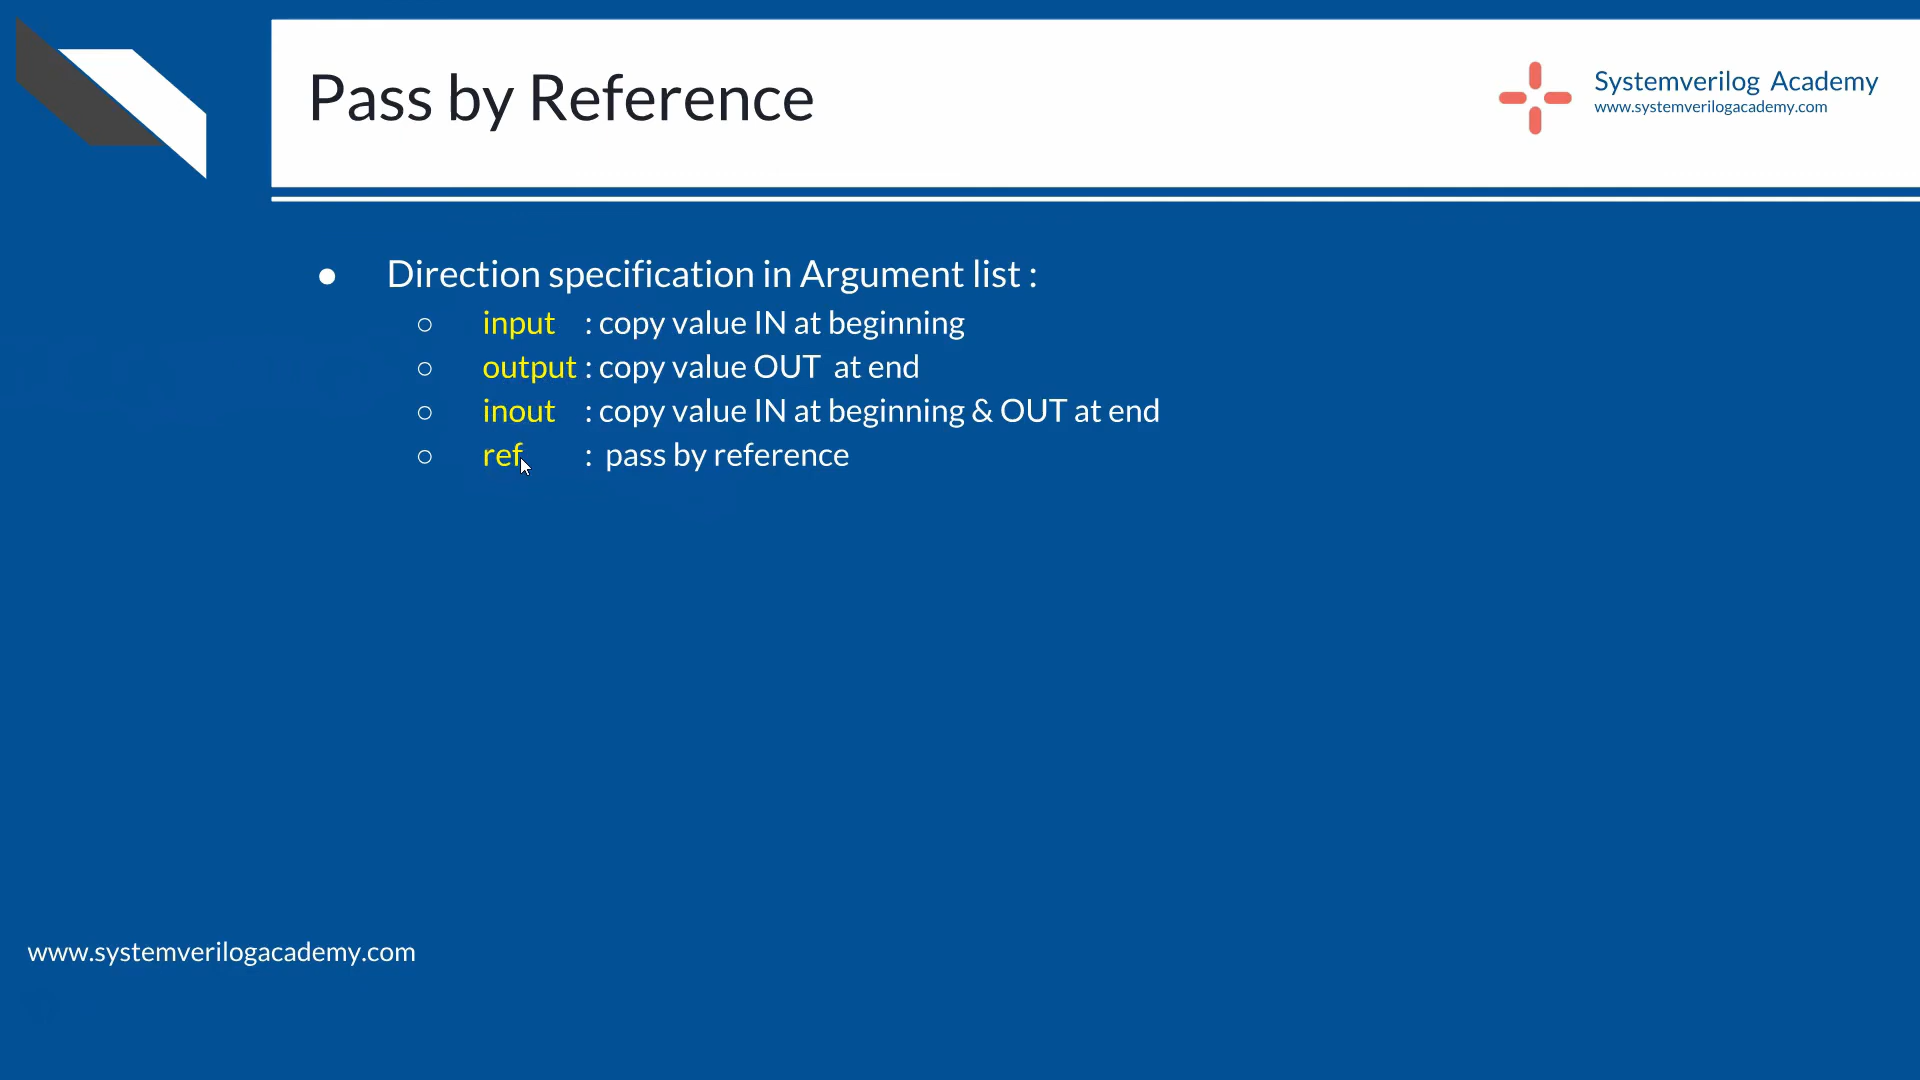 Pass by Reference
Systemverilog Academy
www.systemverilogacademy.com
● Direction specification in Argument list :
○ input : copy value IN at beginning
○ output : copy value OUT at end
○ inout : copy value IN at beginning & OUT at end
○ ref : pass by reference
www.systemverilogacademy.com